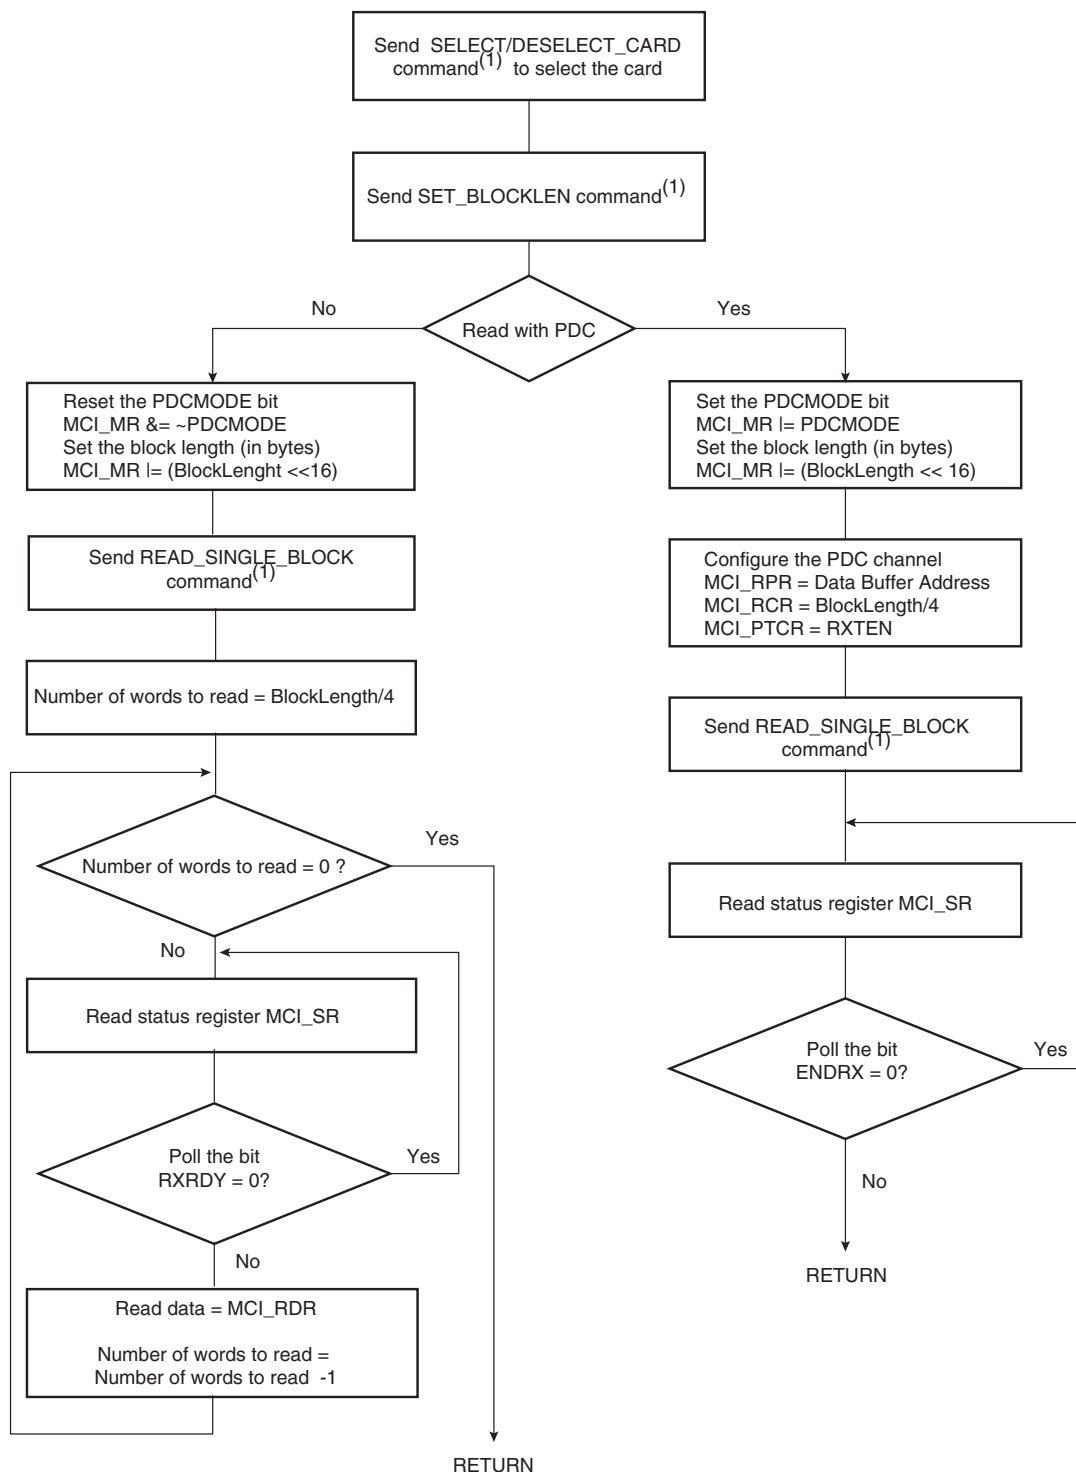 Send SELECT/DESELECT_CARD
command(1) to select the card
Send SET_BLOCKLEN command(1)
No
Yes
Read with PDC
Reset the PDCMODE bit
MCI_MR &= ~PDCMODE
Set the block length (in bytes)
MCI_MR |= (BlockLenght <<16)
Send READ_SINGLE_BLOCK
command(1)
Number of words to read = BlockLength/4
Number of words to read = 0 ?
Yes
No
Read status register MCI_SR
Poll the bit
RXRDY = 0?
Yes
No
Read data = MCI_RDR
Number of words to read =
Number of words to read -1
RETURN
Set the PDCMODE bit
MCI_MR |= PDCMODE
Set the block length (in bytes)
MCI_MR |= (BlockLength << 16)
Configure the PDC channel
MCI_RPR = Data Buffer Address
MCI_RCR = BlockLength/4
MCI_PTCR = RXTEN
Send READ_SINGLE_BLOCK
command(1)
Read status register MCI_SR
Poll the bit
ENDRX = 0?
Yes
No
RETURN